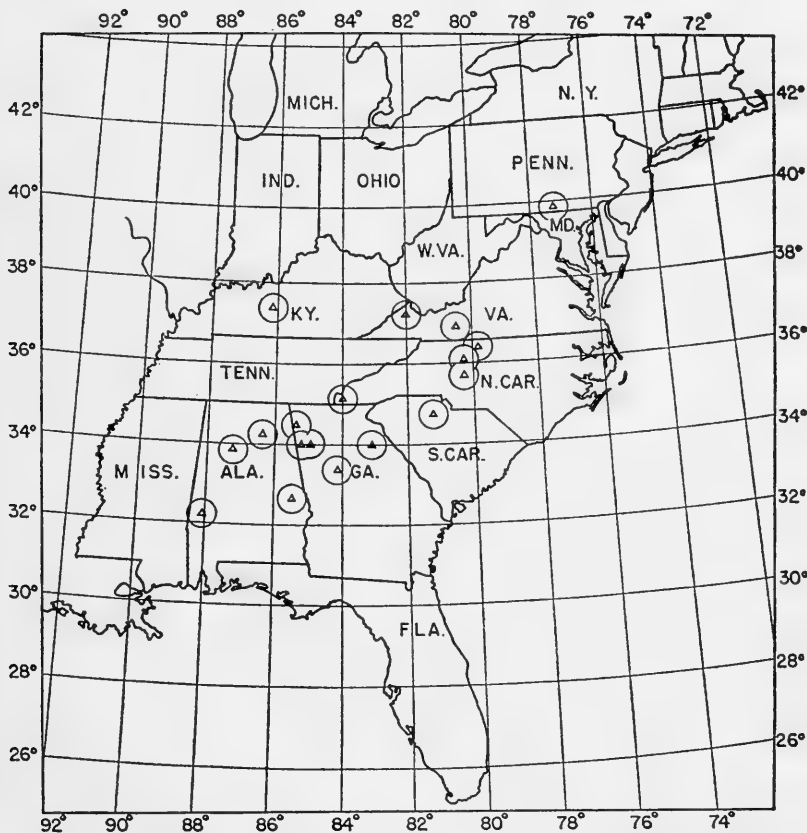 92° 90° 88° 86° 84° 82° 80° 78° 76° 74° 72°
MICH. N. Y.
42° 42°
PENN.
IND. OHIO
40° 40°
MD.
W.VA.
38° 38°
KY. VA.
36° 36°
TENN. N.CAR.
34° 34°
MISS. ALA. GA. S.CAR.
32° 32°
30° 30°
FLA.
28° 28°
26° 26°
92° 90° 88° 86° 84° 82° 80° 78° 76° 74°